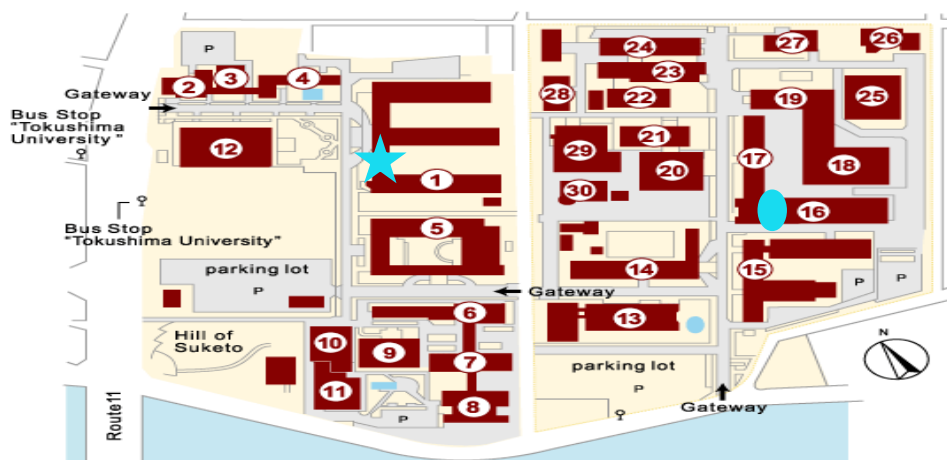 P
2
3
4
Gateway
Bus Stop
"Tokushima
University "
12
1
Bus Stop
"Tokushima University"
5
parking lot
P
Gateway
6
Hill of
Suketo
10
9
7
11
8
P
Route11
24
27
26
23
28
22
19
25
21
17
29
20
18
30
16
14
15
P
P
13
parking lot
P
Gateway
N